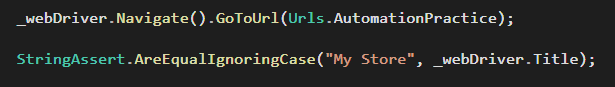 _webDriver.Navigate().GoToUrl(Urls.AutomationPractice);
StringAssert.AreEqualIgnoringCase("My Store", _webDriver.Title);